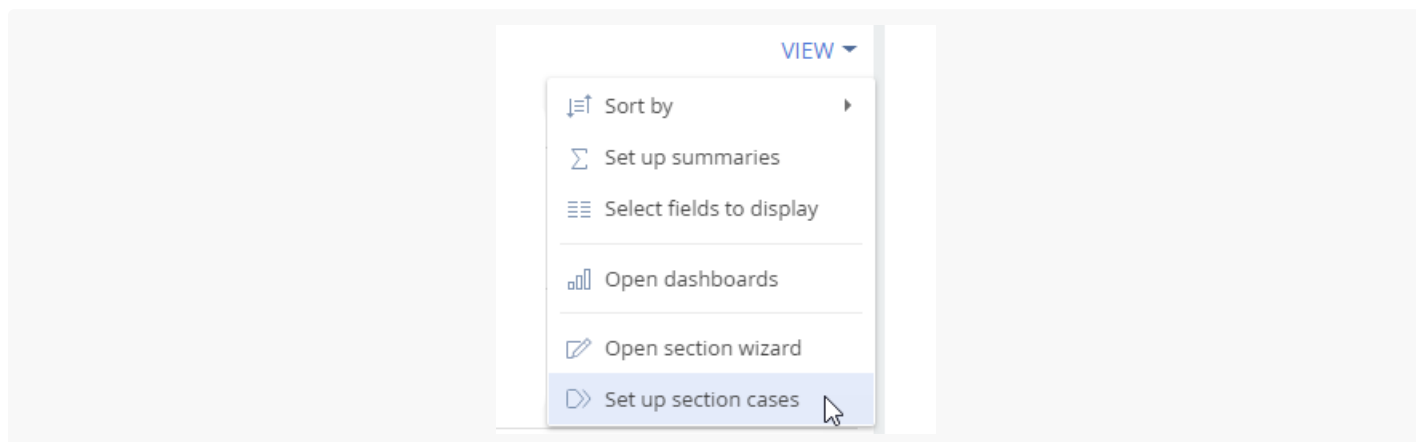 VIEW
Sort by
Set up summaries
Select fields to display
Open dashboards
Open section wizard
Set up section cases